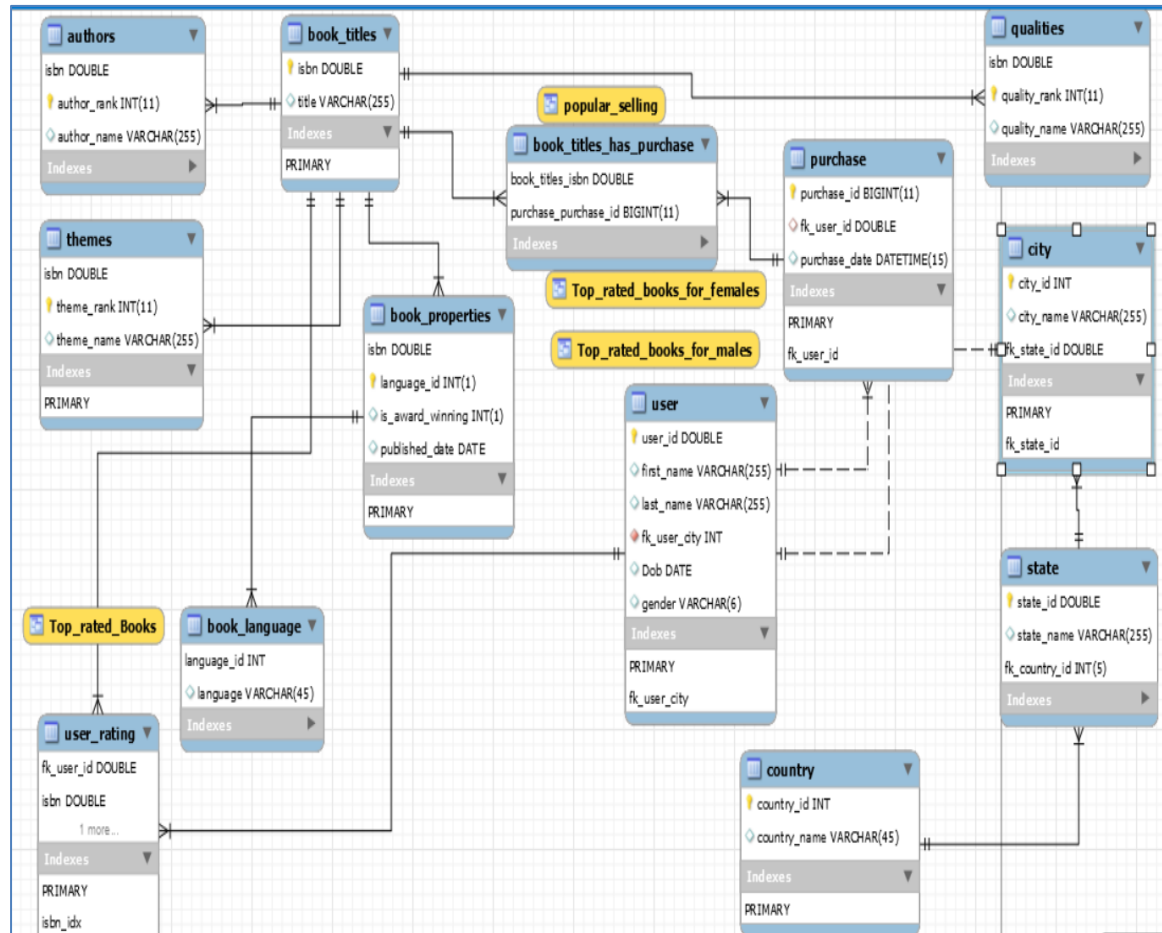 authors
isbn DOUBLE
author_rank INT(11)
author_name VARCHAR(255)
Indexes
book_titles
isbn DOUBLE
title VARCHAR(255)
Indexes
PRIMARY
qualities
isbn DOUBLE
quality_rank INT(11)
quality_name VARCHAR(255)
Indexes
popular_selling
book_titles_has_purchase
book_titles_isbn DOUBLE
purchase_purchase_id BIGINT(11)
Indexes
purchase
purchase_id BIGINT(11)
fk_user_id DOUBLE
purchase_date DATETIME(15)
Indexes
PRIMARY
fk_user_id
themes
isbn DOUBLE
theme_rank INT(11)
theme_name VARCHAR(255)
Indexes
PRIMARY
city
city_id INT
city_name VARCHAR(255)
fk_state_id DOUBLE
Indexes
PRIMARY
fk_state_id
Top_rated_books_for_females
Top_rated_books_for_males
book_properties
isbn DOUBLE
language_id INT(1)
is_award_winning INT(1)
published_date DATE
Indexes
PRIMARY
user
user_id DOUBLE
first_name VARCHAR(255)
last_name VARCHAR(255)
fk_user_city INT
Dob DATE
gender VARCHAR(6)
Indexes
PRIMARY
fk_user_city
state
state_id DOUBLE
state_name VARCHAR(255)
fk_country_id INT(5)
Indexes
Top_rated_Books
book_language
language_id INT
language VARCHAR(45)
Indexes
user_rating
fk_user_id DOUBLE
isbn DOUBLE
1 more...
Indexes
PRIMARY
isbn_idx
country
country_id INT
country_name VARCHAR(45)
Indexes
PRIMARY